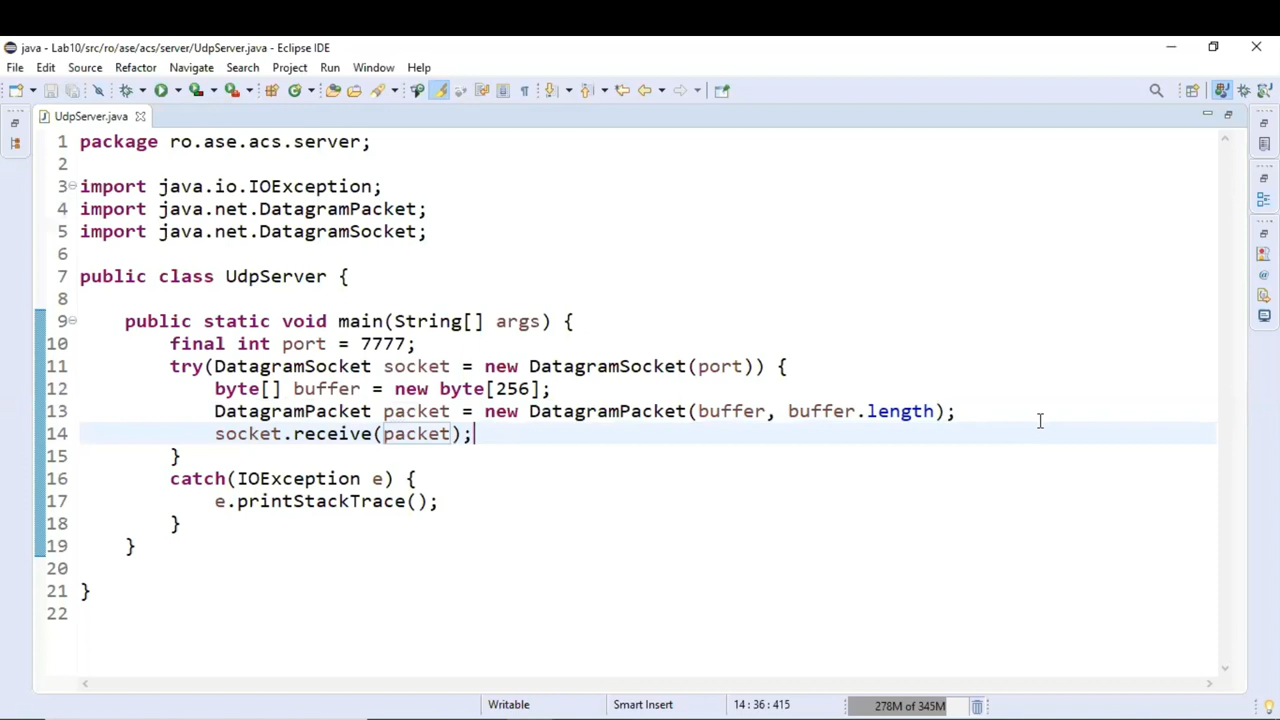 java - Lab10/src/ro/ase/acs/server/UdpServer.java - Eclipse IDE
File Edit Source Refactor Navigate Search Project Run Window Help
UdpServer.java
1 package ro.ase.acs.server;
2
3 import java.io.IOException;
4 import java.net.DatagramPacket;
5 import java.net.DatagramSocket;
6
7 public class UdpServer {
8
9     public static void main(String[] args) {
10         final int port = 7777;
11         try(DatagramSocket socket = new DatagramSocket(port)) {
12             byte[] buffer = new byte[256];
13             DatagramPacket packet = new DatagramPacket(buffer, buffer.length);
14             socket.receive(packet);
15         }
16         catch(IOException e) {
17             e.printStackTrace();
18         }
19     }
20
21 }
22
Writable Smart Insert 14 : 36 : 415 278M of 345M